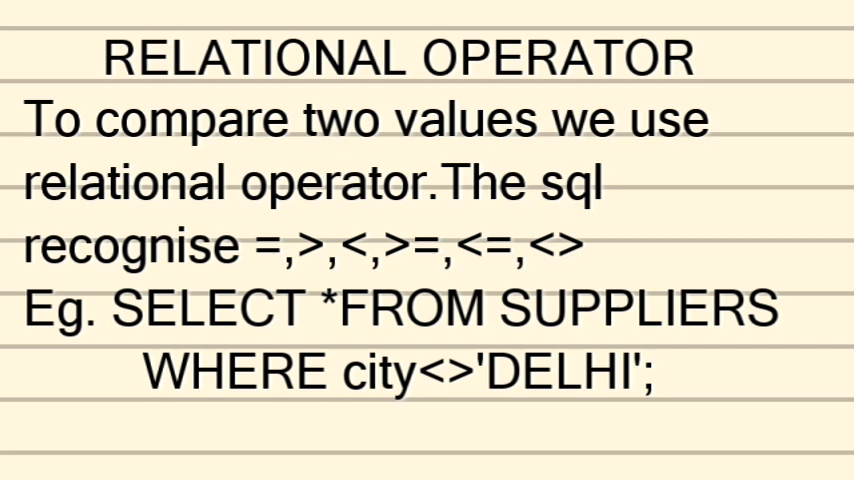 RELATIONAL OPERATOR
To compare two values we use
relational operator.The sql
recognise =,>,<,>=,<=,<>
Eg. SELECT *FROM SUPPLIERS
WHERE city<>'DELHI';